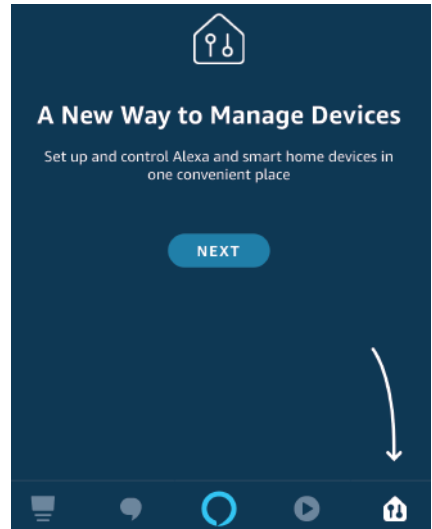 A New Way to Manage Devices
Set up and control Alexa and smart home devices in
one convenient place
NEXT